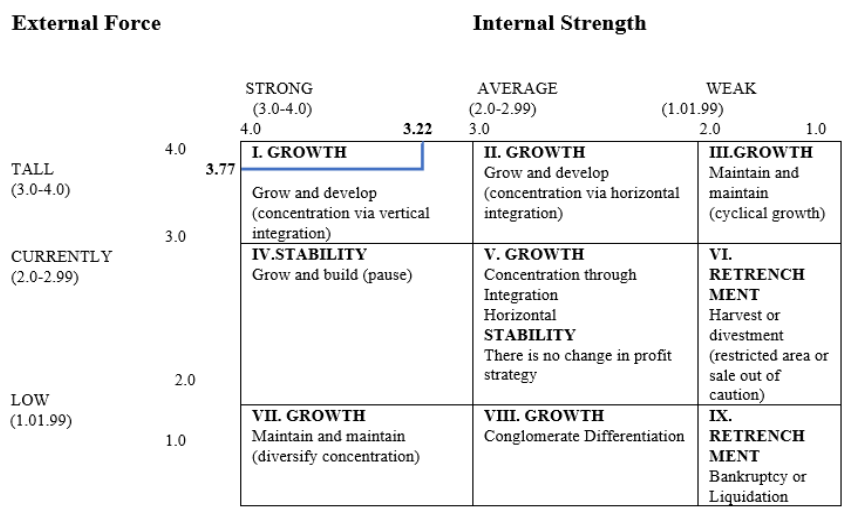 External Force
Internal Strength
STRONG
AVERAGE
WEAK
(3.0-4.0)
(2.0-2.99)
(1.01.99)
4.0
3.22
3.0
2.0
1.0
4.0
3.77
TALL
(3.0-4.0)
3.0
I. GROWTH
Grow and develop
(concentration via vertical
integration)
II. GROWTH
Grow and develop
(concentration via horizontal
integration)
III.GROWTH
Maintain and
maintain
(cyclical growth)
CURRENTLY
(2.0-2.99)
2.0
IV.STABILITY
Grow and build (pause)
V. GROWTH
Concentration through
Integration
Horizontal
STABILITY
There is no change in profit
strategy
VI.
RETRENCH
MENT
Harvest or
divestment
(restricted area or
sale out of
caution)
LOW
(1.01.99)
1.0
VII. GROWTH
Maintain and maintain
(diversify concentration)
VIII. GROWTH
Conglomerate Differentiation
IX.
RETRENCH
MENT
Bankruptcy or
Liquidation